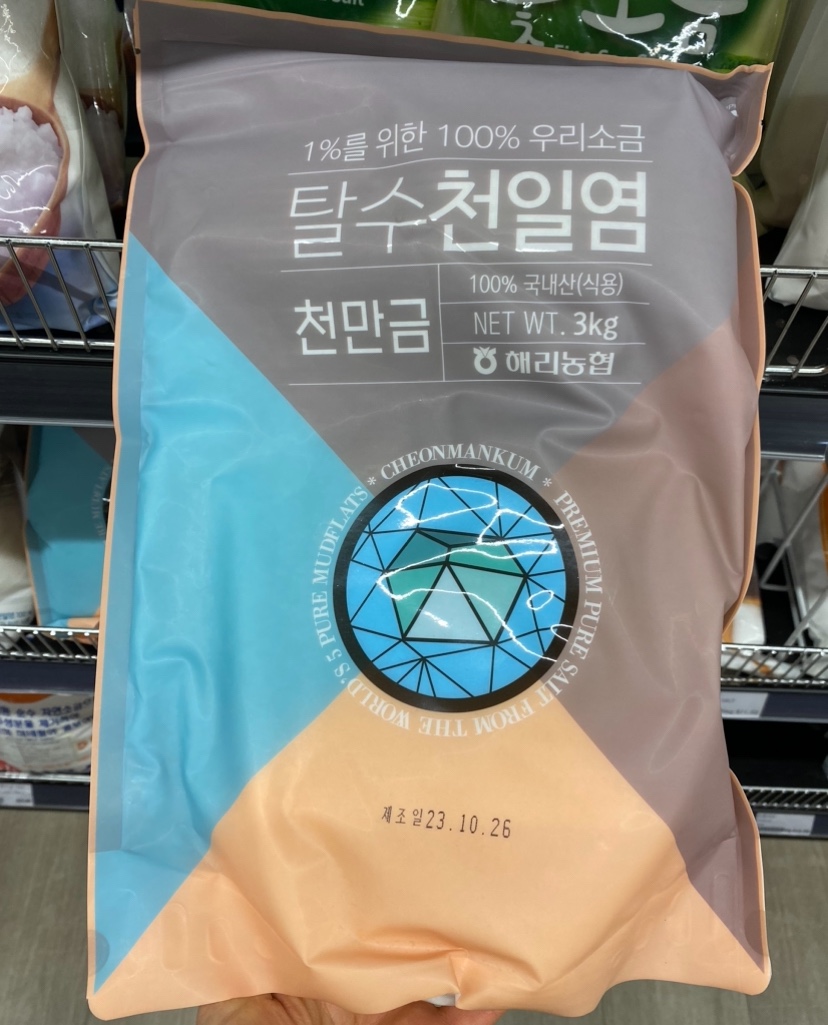 1%를 위한 100% 우리소금
탈수천일염
천만금
100% 국내산(식용)
NET WT. 3kg
해리농협
* CHEONMANKUM * PREMIUM PURE SALT FROM THE WORLD'S 5 PURE MUDFLATS
제조일23.10.26